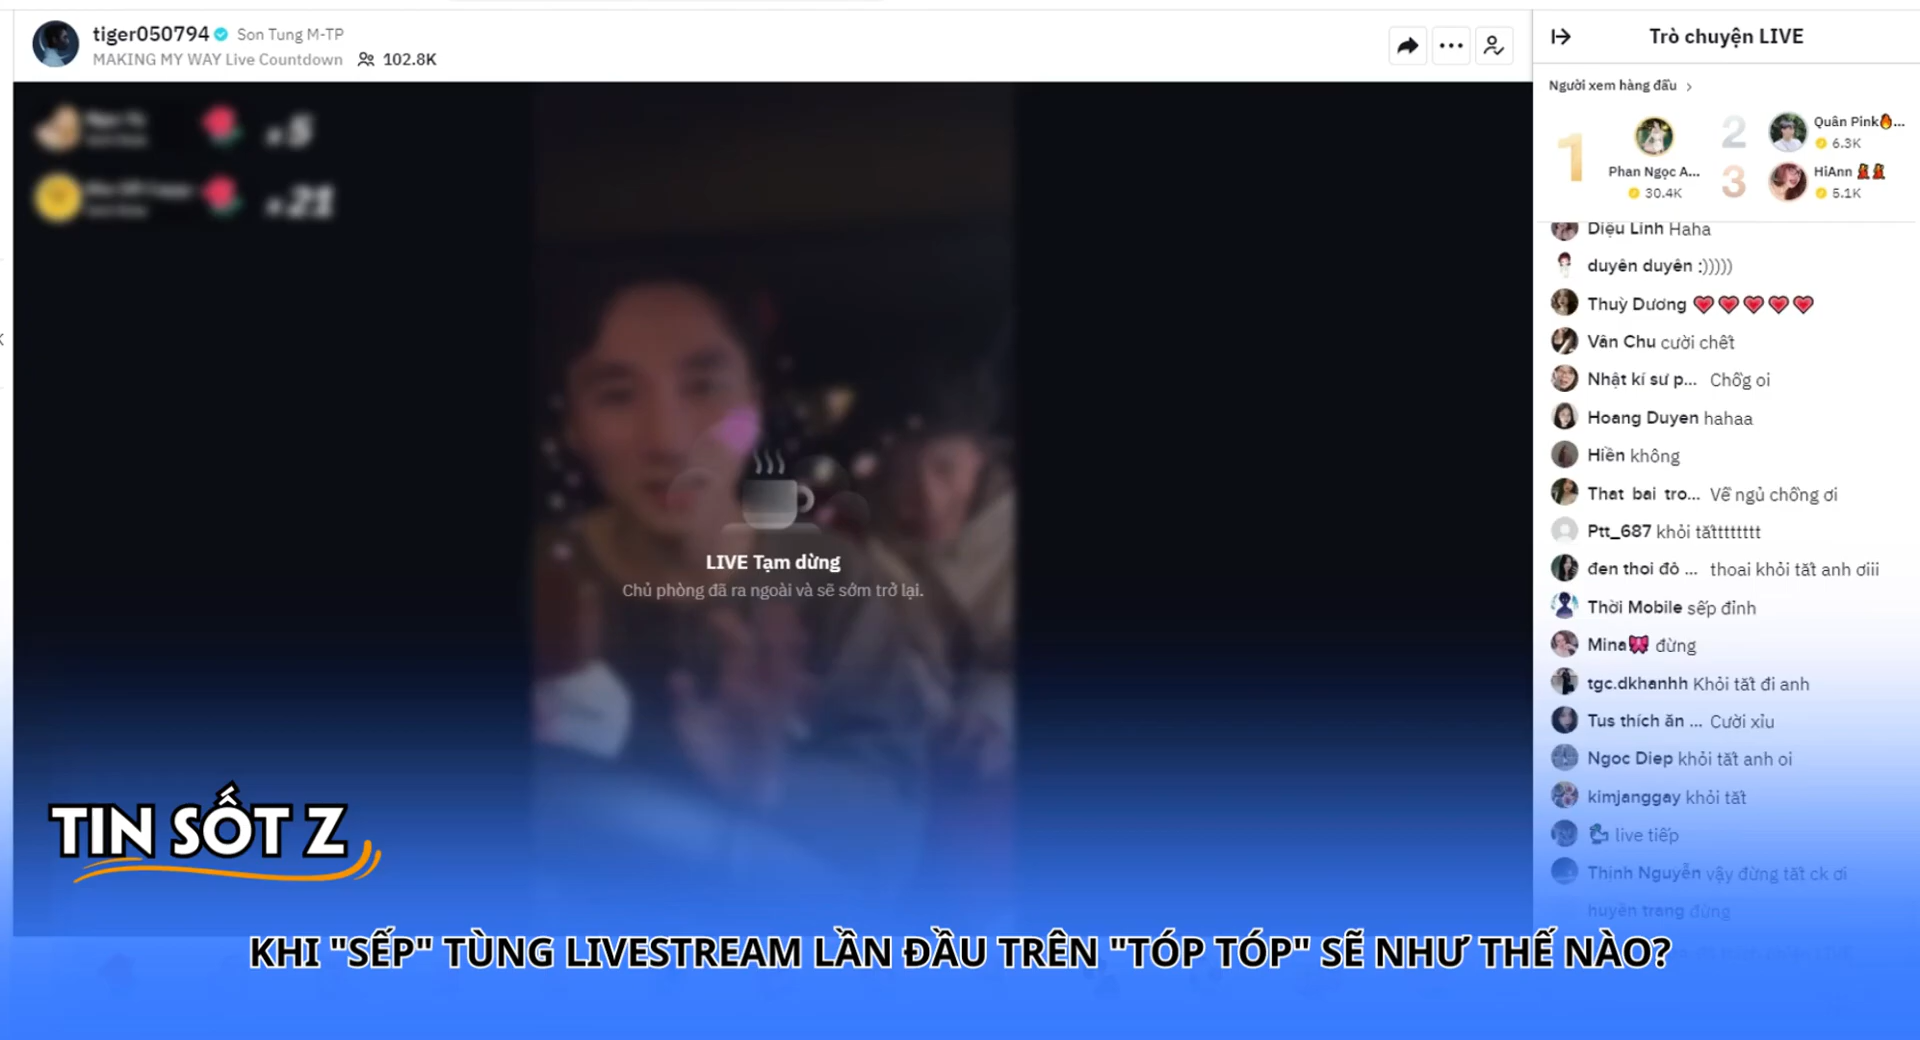 tiger050794 Son Tung M-TP
MAKING MY WAY Live Countdown 102.8K
x5
x21
LIVE Tạm dừng
Chủ phòng đã ra ngoài và sẽ sớm trở lại.
Trò chuyện LIVE
Người xem hàng đầu
1
Phan Ngọc A...
30.4K
2
Quân Pink🔥...
6.3K
3
HiAnn
5.1K
Diệu Linh Haha
duyên duyên :)))))
Thuỳ Dương ❤❤❤❤❤
Vân Chu cười chết
Nhật kí sư p... Chồg oi
Hoang Duyen hahaa
Hiền không
That bai tro... Về ngủ chồng ơi
Ptt_687 khỏi tắttttttt
đen thoi đô ... thoai khỏi tắt anh ơiii
Thời Mobile sếp đỉnh
Mina🎀 đừng
tgc.dkhanhh Khỏi tắt đi anh
Tus thích ăn ... Cười xỉu
Ngoc Diep khỏi tắt anh oi
kimjanggay khỏi tắt
live tiếp
Thịnh Nguyễn vậy đừng tắt ck ơi
huyền trang đừng
TIN SỐT Z
KHI "SẾP" TÙNG LIVESTREAM LẦN ĐẦU TRÊN "TÓP TÓP" SẼ NHƯ THẾ NÀO?